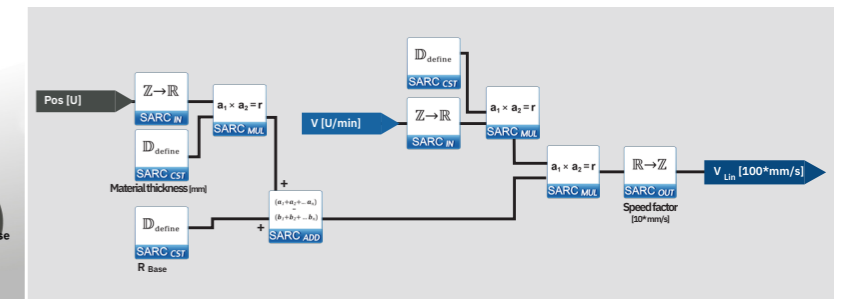 𝔻define
SARC CST
ℤ→ℝ
SARC IN
a₁ × a₂ = r
SARC MUL
Pos [U]
𝔻define
SARC CST
Material thickness [mm]
V [U/min]
ℤ→ℝ
SARC IN
a₁ × a₂ = r
SARC MUL
a₁ × a₂ = r
SARC MUL
ℝ→ℤ
SARC OUT
V Lin [100*mm/s]
Speed factor
[10*mm/s]
+
(a₁+a₂+...aₙ)
-
(b₁+b₂+...bₙ)
+
SARC ADD
𝔻define
SARC CST
R Base
se